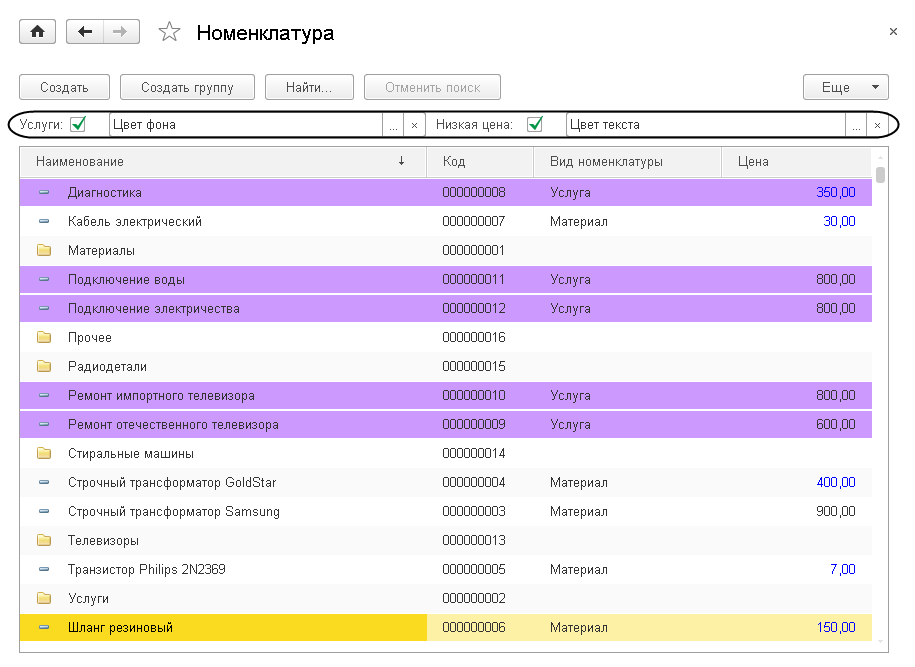 Номенклатура
Создать Создать группу Найти... Отменить поиск Еще
Услуги: Цвет фона ... × Низкая цена: Цвет текста ... ×
Наименование ↓ Код Вид номенклатуры Цена
Диагностика 000000008 Услуга 350,00
Кабель электрический 000000007 Материал 30,00
Материалы 000000001
Подключение воды 000000011 Услуга 800,00
Подключение электричества 000000012 Услуга 800,00
Прочее 000000016
Радиодетали 000000015
Ремонт импортного телевизора 000000010 Услуга 800,00
Ремонт отечественного телевизора 000000009 Услуга 600,00
Стиральные машины 000000014
Строчный трансформатор GoldStar 000000004 Материал 400,00
Строчный трансформатор Samsung 000000003 Материал 900,00
Телевизоры 000000013
Транзистор Philips 2N2369 000000005 Материал 7,00
Услуги 000000002
Шланг резиновый 000000006 Материал 150,00